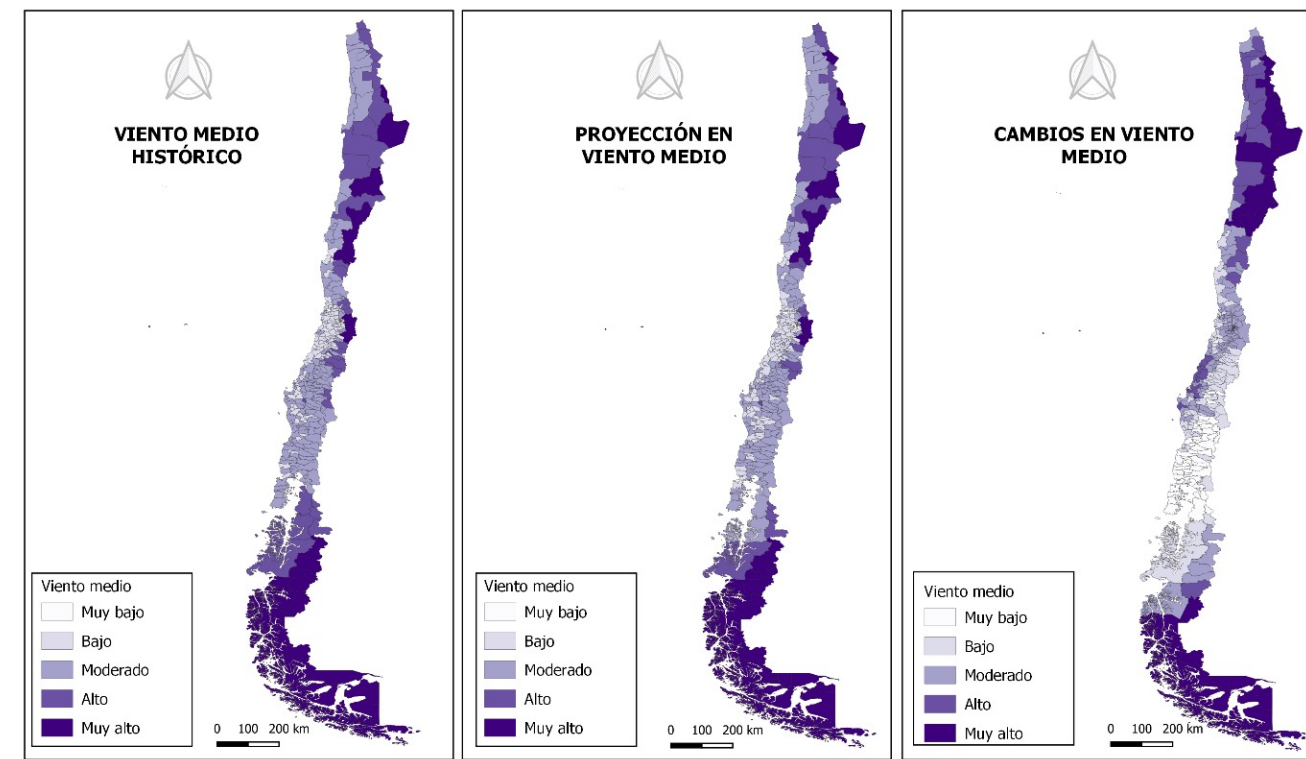 VIENTO MEDIO
HISTÓRICO
Viento medio
Muy bajo
Bajo
Moderado
Alto
Muy alto
0 100 200 km
PROYECCIÓN EN
VIENTO MEDIO
Viento medio
Muy bajo
Bajo
Moderado
Alto
Muy alto
0 100 200 km
CAMBIOS EN VIENTO
MEDIO
Viento medio
Muy bajo
Bajo
Moderado
Alto
Muy alto
0 100 200 km